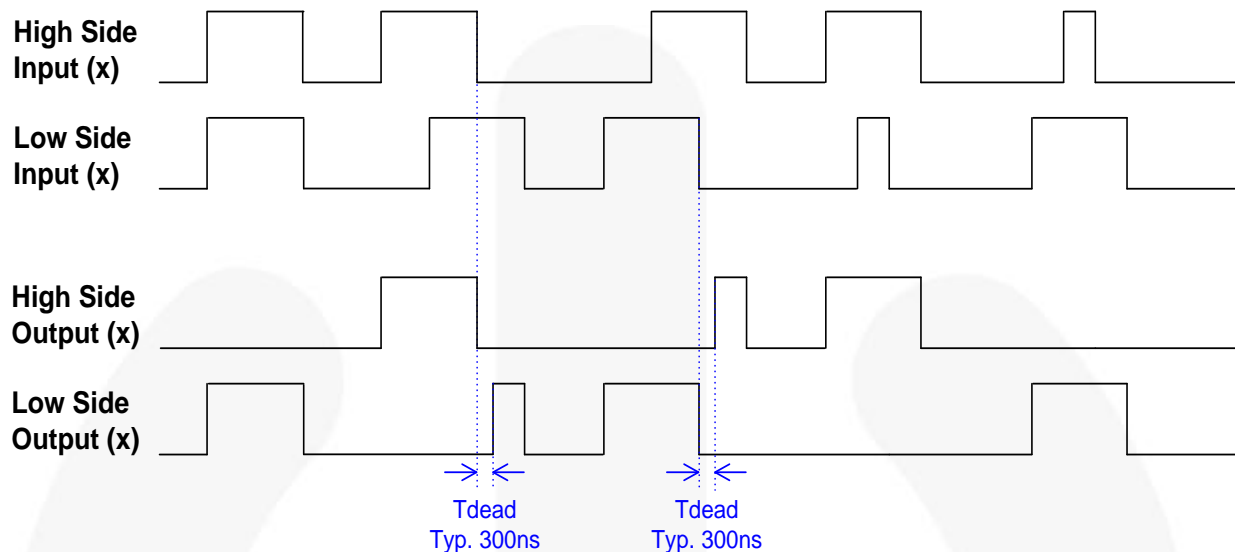 High Side
Input (x)
Low Side
Input (x)
High Side
Output (x)
Low Side
Output (x)
Tdead
Typ. 300ns
Tdead
Typ. 300ns